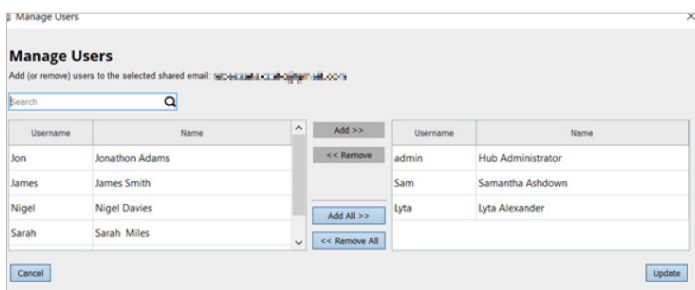 Manage Users
X
Manage Users
Add (or remove) users to the selected shared email:
Search
Username Name Add >> Username Name
Jon Jonathon Adams << Remove admin Hub Administrator
James James Smith Sam Samantha Ashdown
Nigel Nigel Davies Add All >> Lyta Lyta Alexander
Sarah Sarah Miles << Remove All
Cancel Update